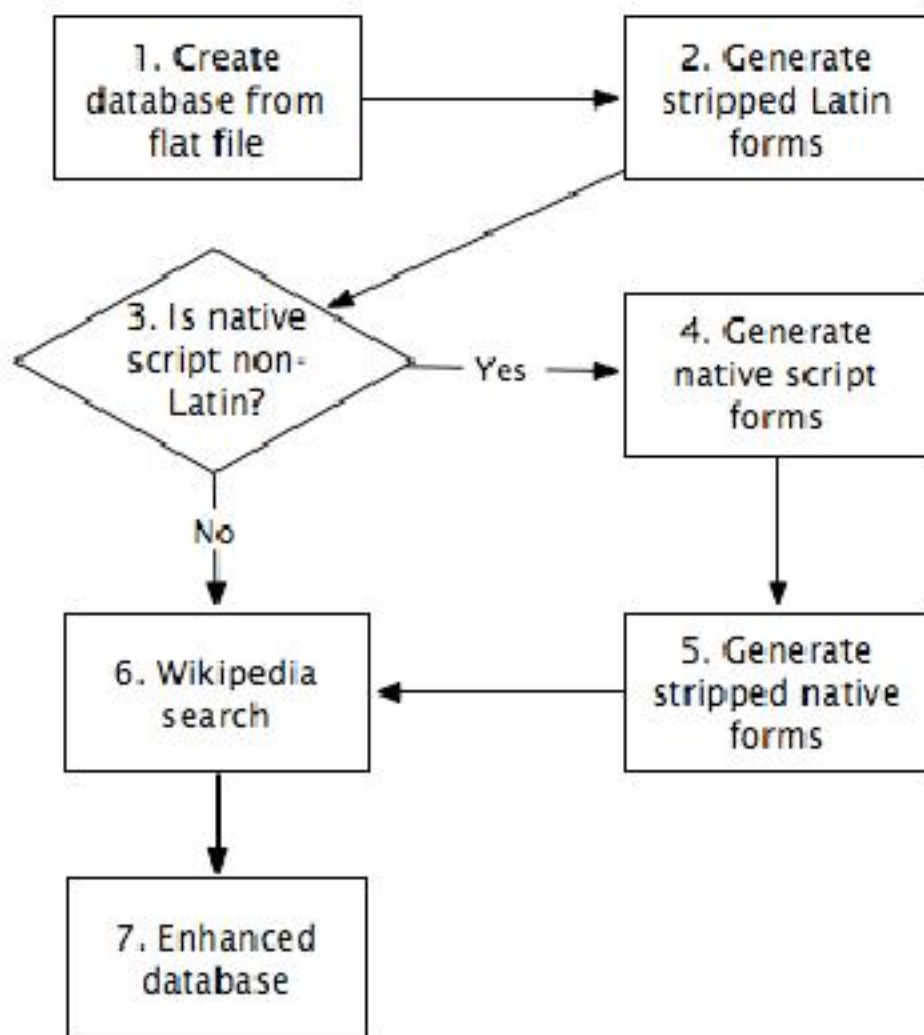 1. Create
database from
flat file
2. Generate
stripped Latin
forms
3. Is native
script non-
Latin?
Yes
4. Generate
native script
forms
No
5. Generate
stripped native
forms
6. Wikipedia
search
7. Enhanced
database